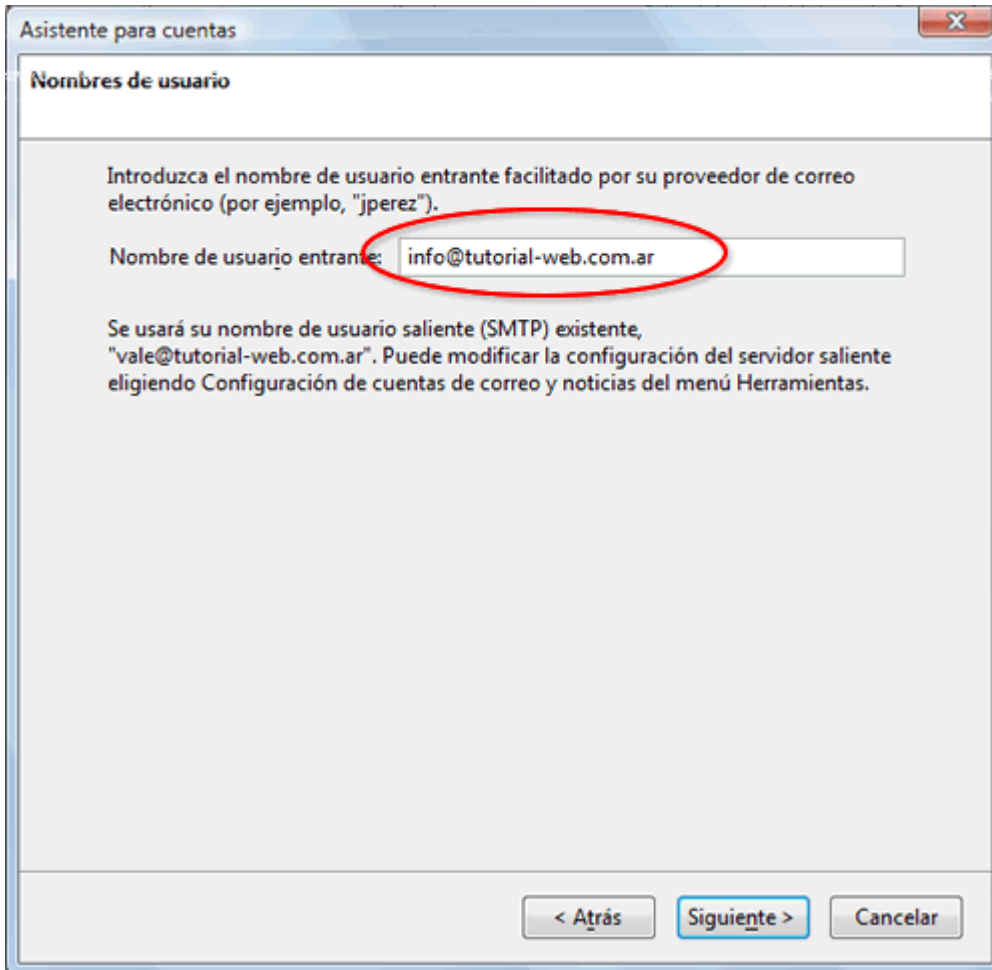 Asistente para cuentas
Nombres de usuario
Introduzca el nombre de usuario entrante facilitado por su proveedor de correo
electrónico (por ejemplo, "jperez").
Nombre de usuario entrante: info@tutorial-web.com.ar
Se usará su nombre de usuario saliente (SMTP) existente,
"vale@tutorial-web.com.ar". Puede modificar la configuración del servidor saliente
eligiendo Configuración de cuentas de correo y noticias del menú Herramientas.
< Atrás Siguiente > Cancelar